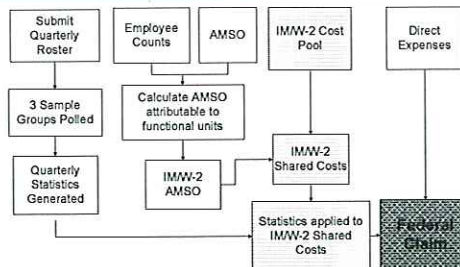 Submit
Quarterly
Roster
Employee
Counts
AMSO
IM/W-2 Cost
Pool
Direct
Expenses
3 Sample
Groups Polled
Calculate AMSO
attributable to
functional units
Quarterly
Statistics
Generated
IM/W-2
AMSO
IM/W-2
Shared Costs
Statistics applied to
IM/W-2 Shared
Costs
Federal
Claim